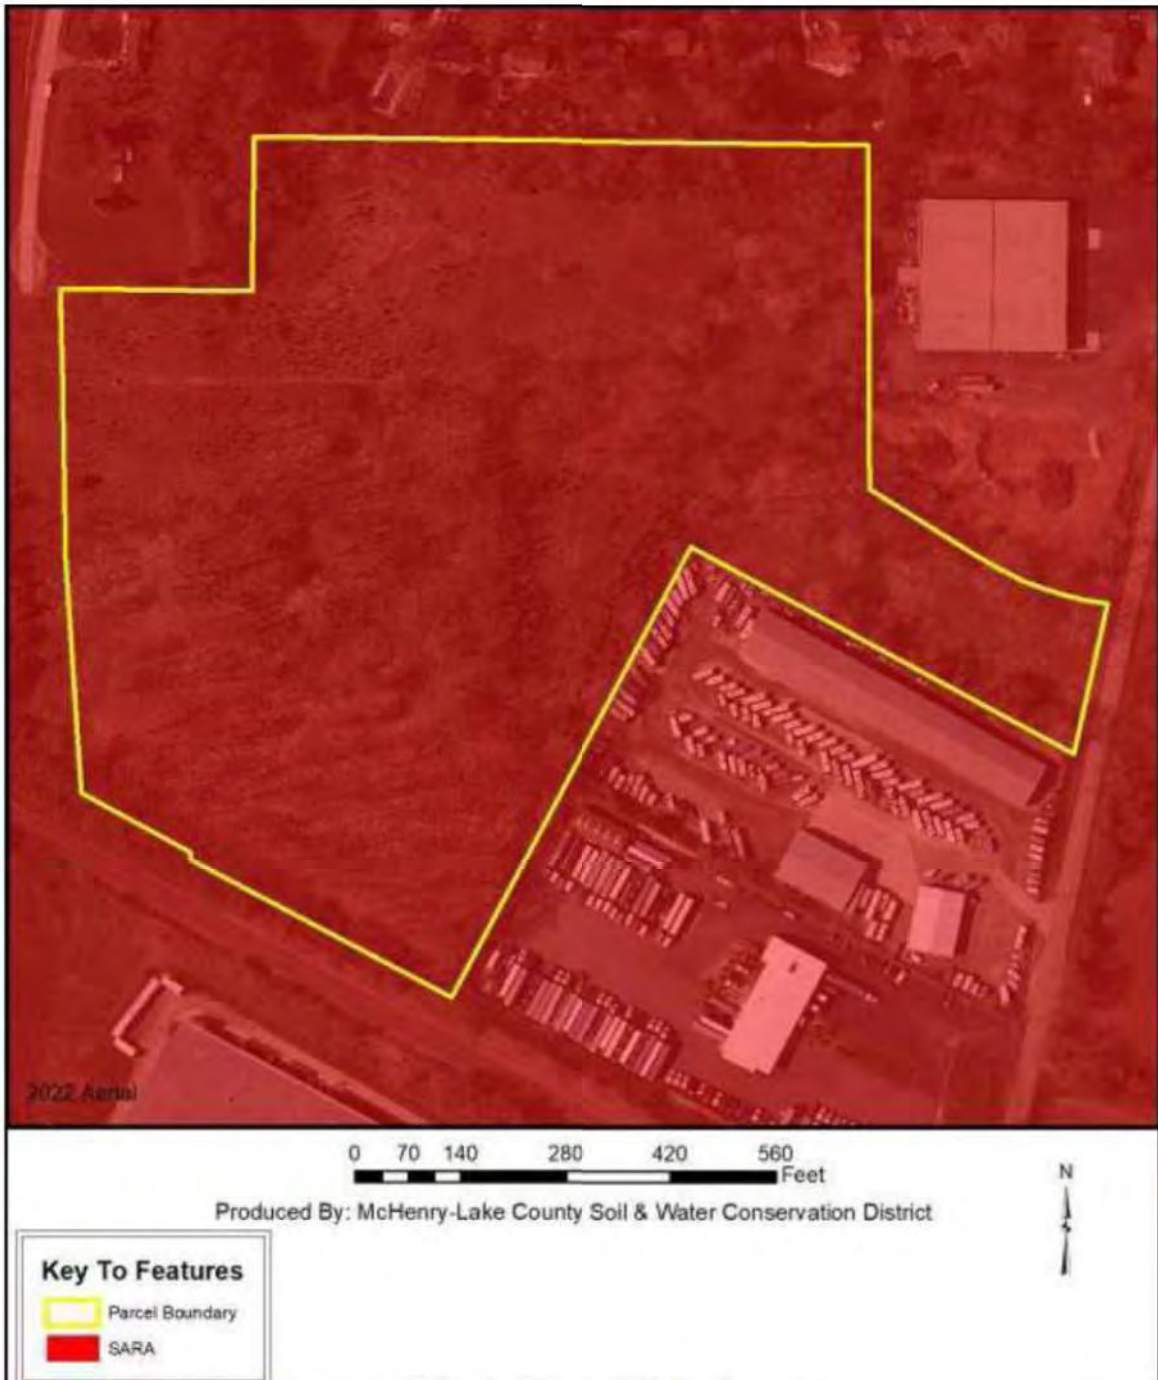 2022 Aerial
0 70 140 280 420 560
Feet
N
Produced By: McHenry-Lake County Soil & Water Conservation District
Key To Features
Parcel Boundary
SARA